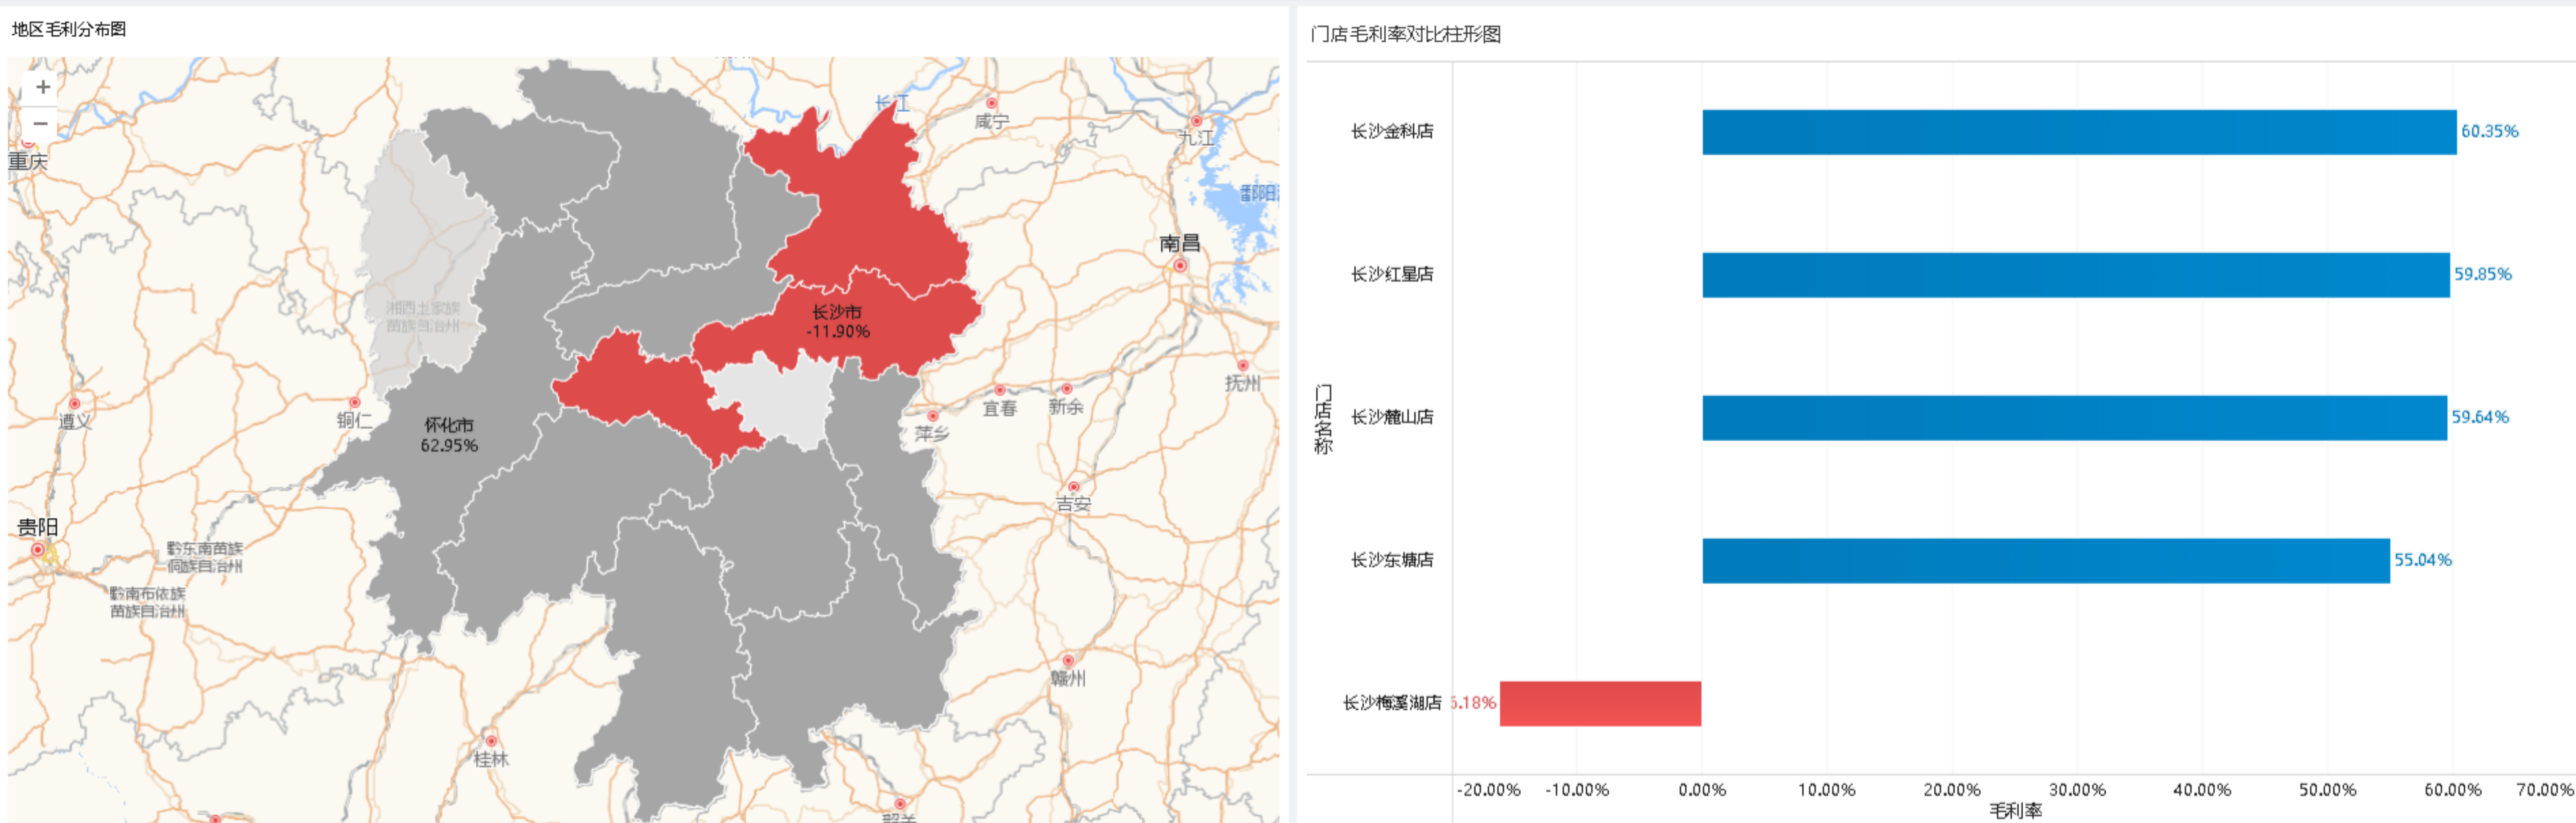 地区毛利分布图
+
−
重庆
长江
咸宁
九江
鄱阳
南昌
湘西土家族
苗族自治州
长沙市
-11.90%
抚州
遵义
铜仁
怀化市
62.95%
宜春
新余
萍乡
吉安
贵阳
黔东南苗族
侗族自治州
黔南布依族
苗族自治州
赣州
桂林
门店毛利率对比柱形图
门店名称
长沙金科店
60.35%
长沙红星店
59.85%
长沙麓山店
59.64%
长沙东塘店
55.04%
长沙梅溪湖店
6.18%
-20.00%
-10.00%
0.00%
10.00%
20.00%
30.00%
40.00%
50.00%
60.00%
70.00%
毛利率